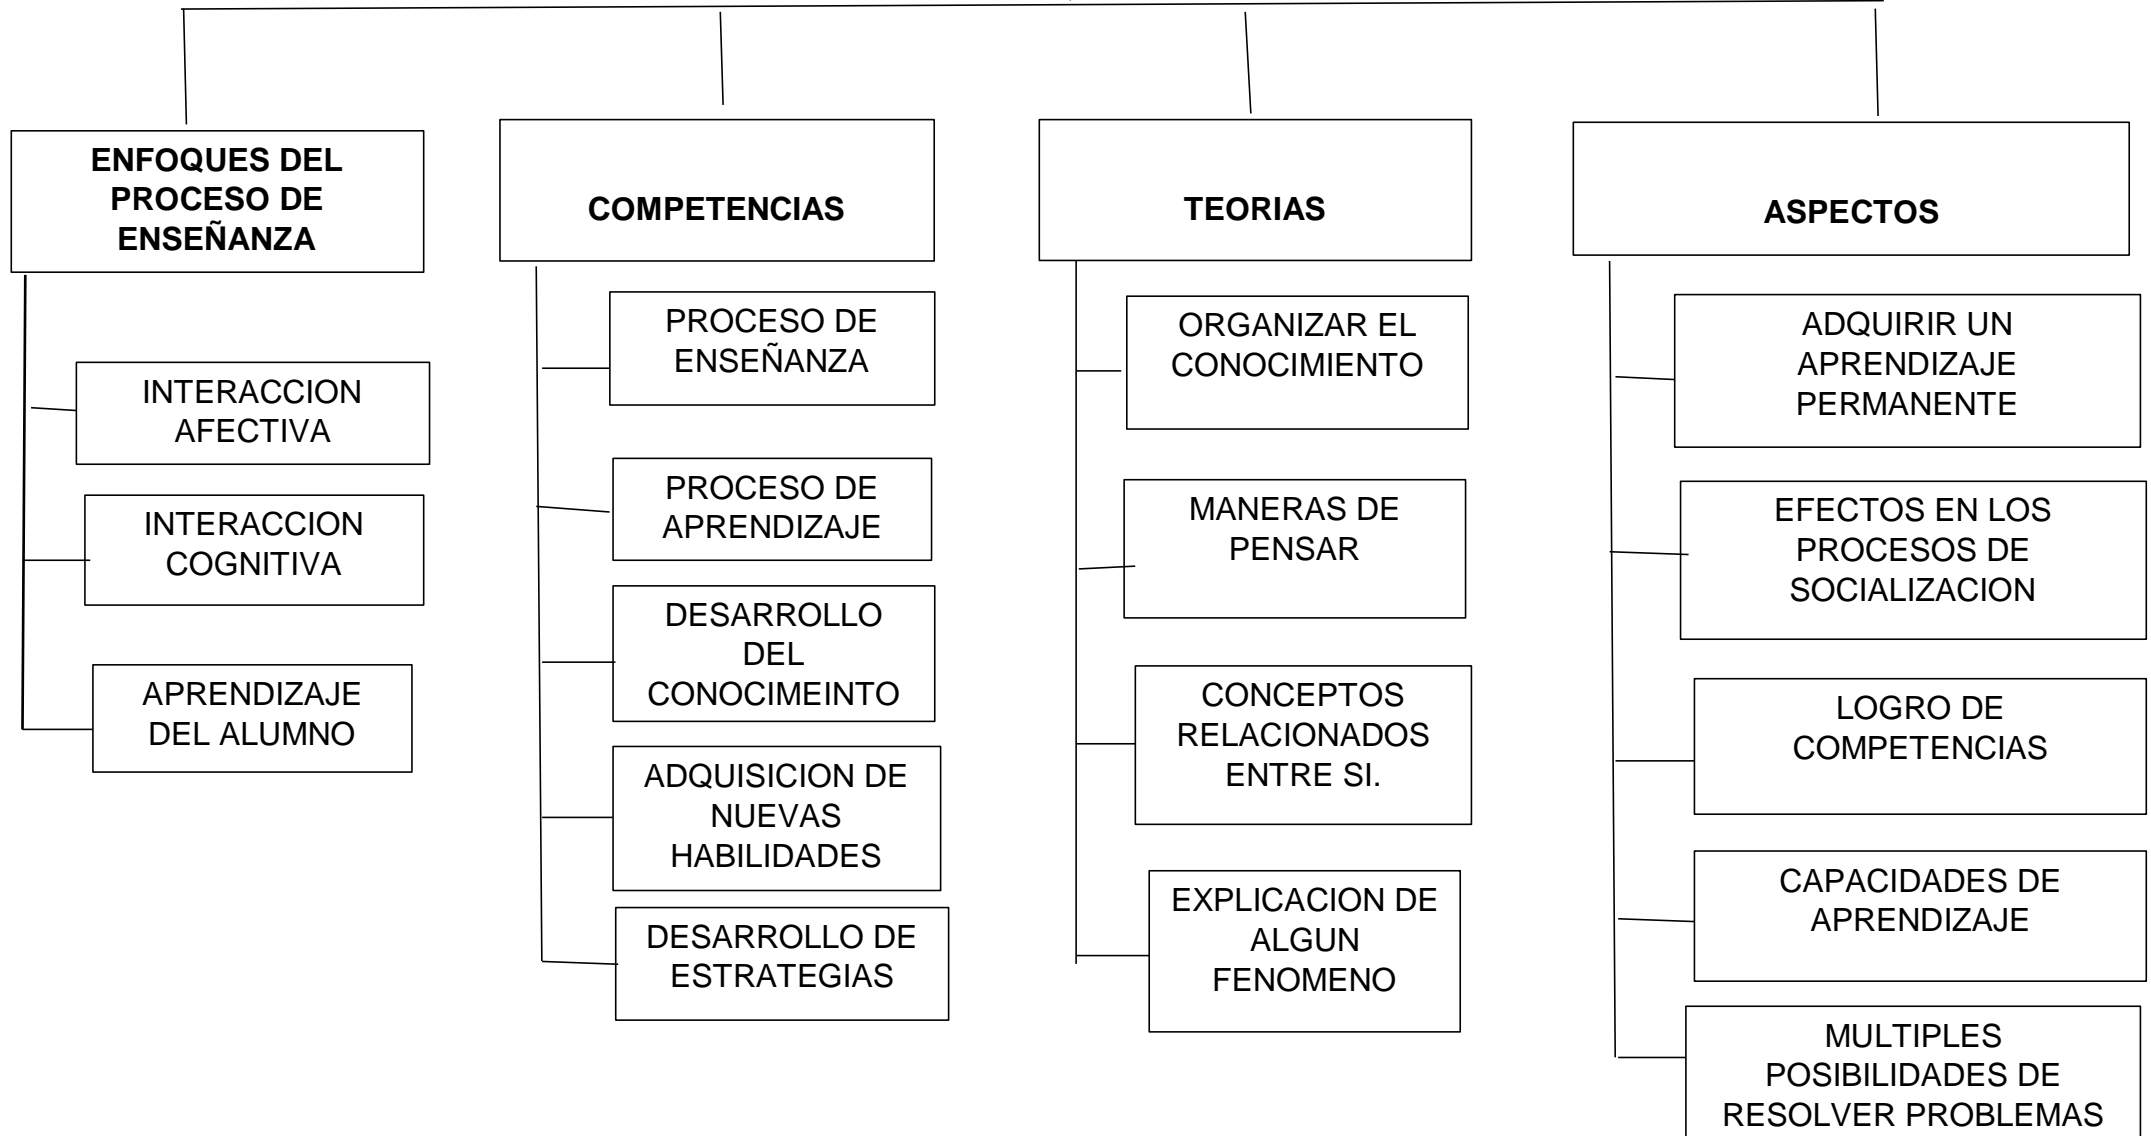 ENFOQUES DEL
PROCESO DE
ENSEÑANZA
INTERACCION
AFECTIVA
INTERACCION
COGNITIVA
APRENDIZAJE
DEL ALUMNO
COMPETENCIAS
PROCESO DE
ENSEÑANZA
PROCESO DE
APRENDIZAJE
DESARROLLO
DEL
CONOCIMEINTO
ADQUISICION DE
NUEVAS
HABILIDADES
DESARROLLO DE
ESTRATEGIAS
TEORIAS
ORGANIZAR EL
CONOCIMIENTO
MANERAS DE
PENSAR
CONCEPTOS
RELACIONADOS
ENTRE SI.
EXPLICACION DE
ALGUN
FENOMENO
ASPECTOS
ADQUIRIR UN
APRENDIZAJE
PERMANENTE
EFECTOS EN LOS
PROCESOS DE
SOCIALIZACION
LOGRO DE
COMPETENCIAS
CAPACIDADES DE
APRENDIZAJE
MULTIPLES
POSIBILIDADES DE
RESOLVER PROBLEMAS